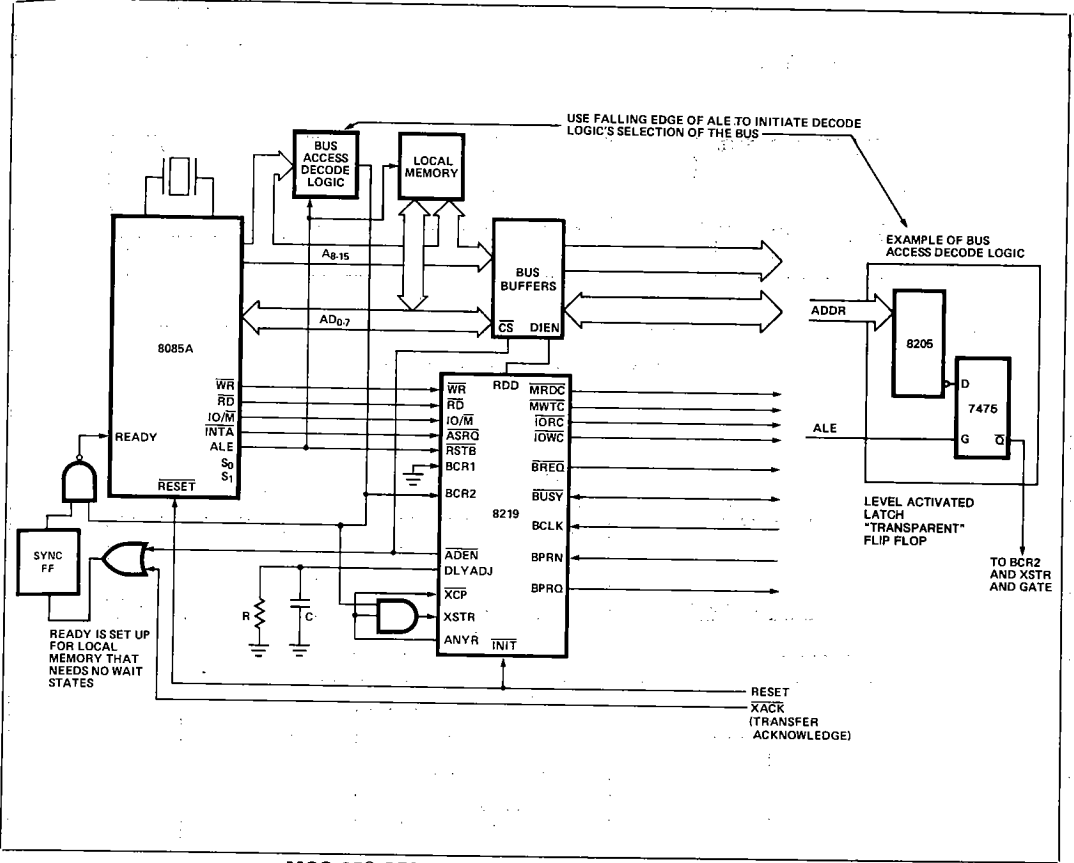 USE FALLING EDGE OF ALE TO INITIATE DECODE
LOGIC'S SELECTION OF THE BUS
BUS
ACCESS
DECODE
LOGIC
LOCAL
MEMORY
EXAMPLE OF BUS
ACCESS DECODE LOGIC
A8-15
BUS
BUFFERS
AD0-7
CS
DIEN
ADDR
8205
D
7475
G
Q
ALE
8085A
WR
RD
IO/M
INTA
ALE
S0
S1
READY
RESET
RDD
WR
RD
IO/M
ASRQ
RSTB
BCR1
BCR2
8219
ADEN
DLYADJ
XCP
XSTR
ANYR
INIT
MRDC
MWTC
IORC
IOWC
BREQ
BUSY
BCLK
BPRN
BPRO
LEVEL ACTIVATED
LATCH
"TRANSPARENT"
FLIP FLOP
TO BCR2
AND XSTR
AND GATE
SYNC
FF
R
C
READY IS SET UP
FOR LOCAL
MEMORY THAT
NEEDS NO WAIT
STATES
RESET
XACK
(TRANSFER
ACKNOWLEDGE)